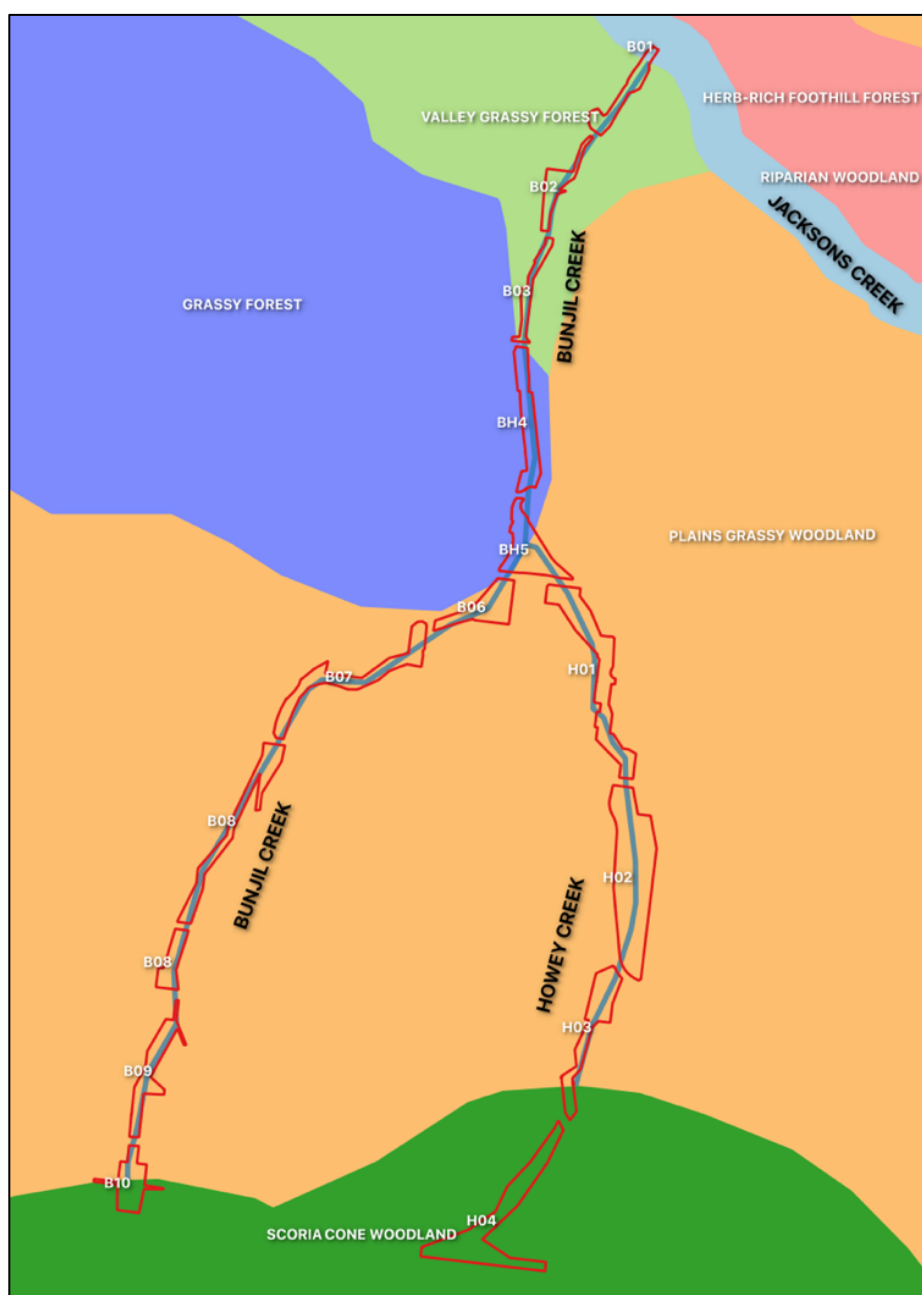 B01
HERB-RICH FOOTHILL FOREST
VALLEY GRASSY FOREST
RIPARIAN WOODLAND
B02
JACKSONS CREEK
BUNJIL CREEK
B03
GRASSY FOREST
BH4
PLAINS GRASSY WOODLAND
BH5
B06
H01
B07
B08
BUNJIL CREEK
H02
HOWEY CREEK
B08
H03
B09
B10
H04
SCORIA CONE WOODLAND